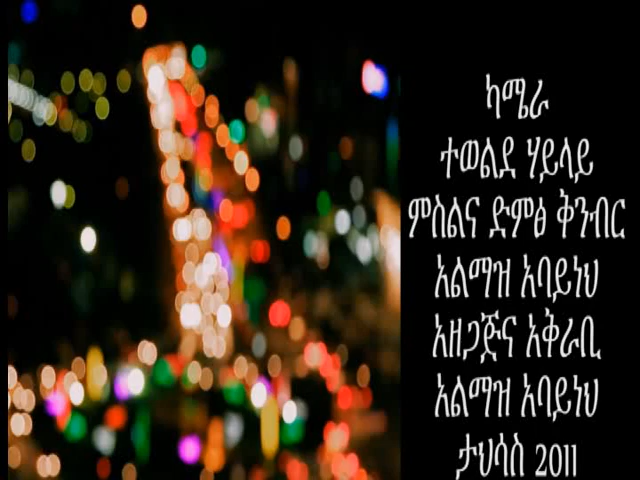 ካሜራ
ተወልደ ሃይላይ
ምስልና ድምፅ ቅንብር
አልማዝ አባይነህ
አዘጋጅና አቅራቢ
አልማዝ አባይነህ
ታህሳስ 2011